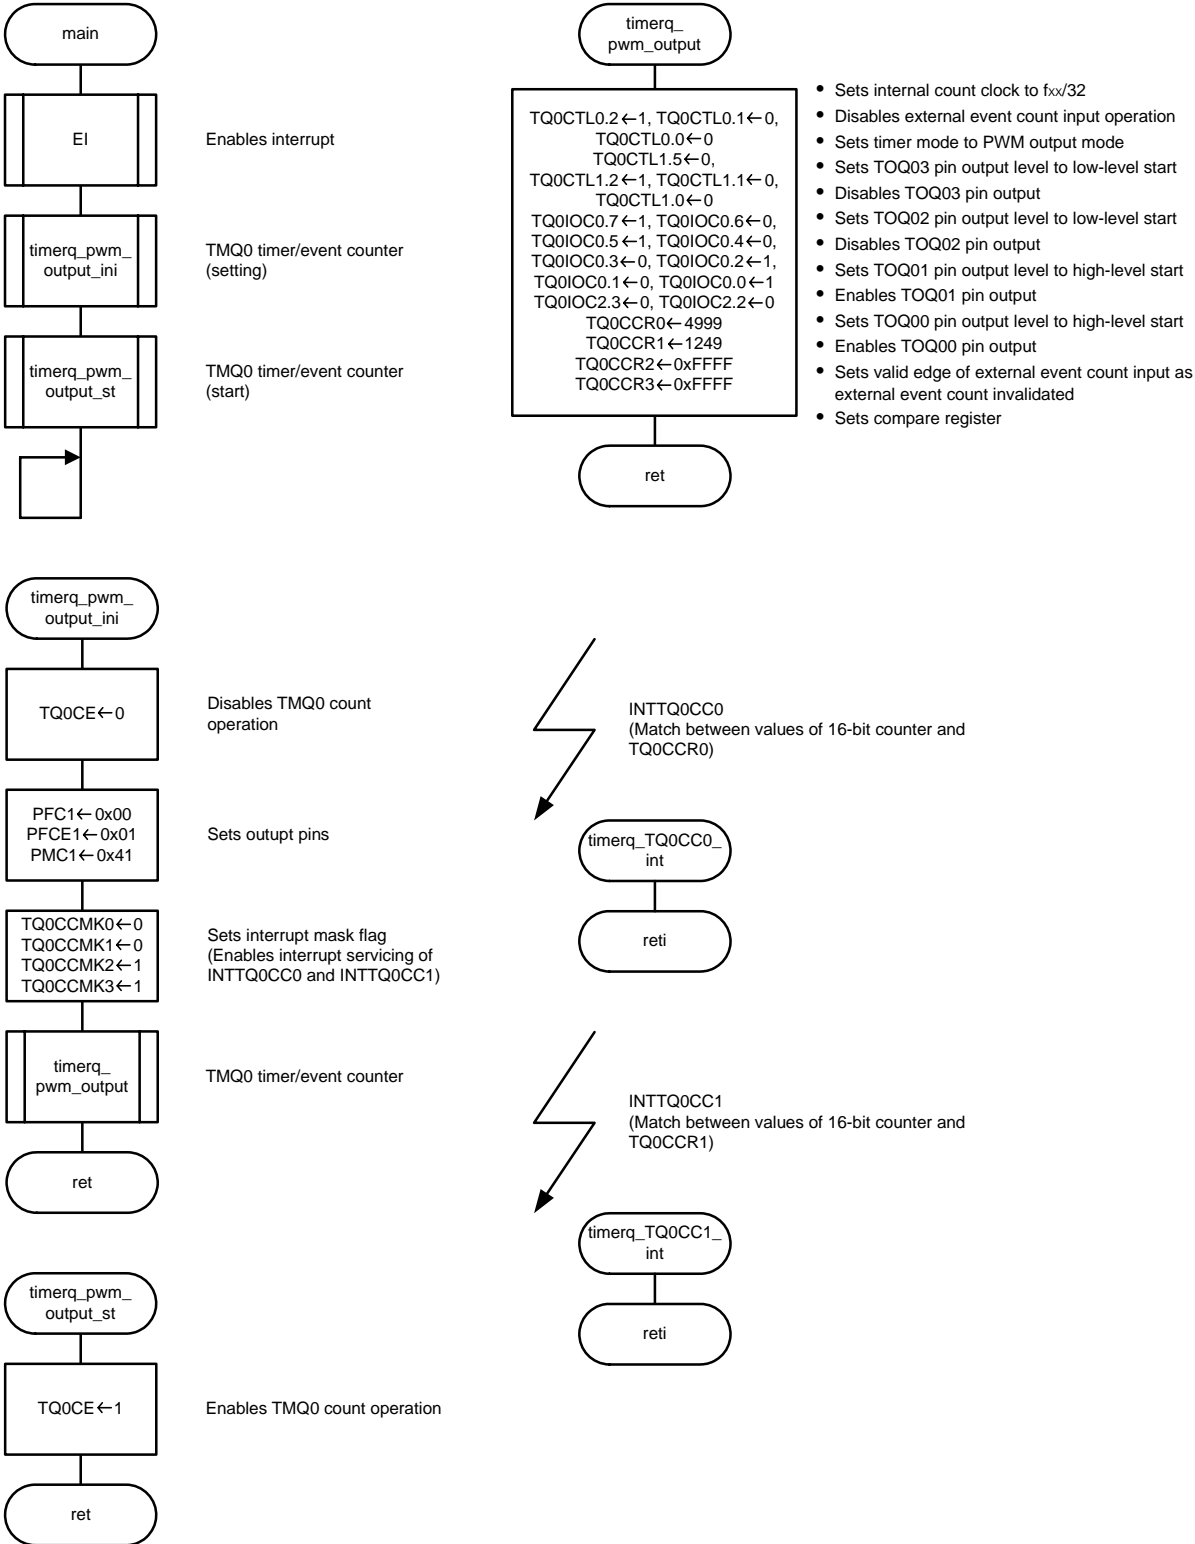 main
EI
Enables interrupt
timerq_pwm_
output_ini
TMQ0 timer/event counter
(setting)
timerq_pwm_
output_st
TMQ0 timer/event counter
(start)
timerq_
pwm_output
TQ0CTL0.2←1, TQ0CTL0.1←0,
TQ0CTL0.0←0
TQ0CTL1.5←0,
TQ0CTL1.2←1, TQ0CTL1.1←0,
TQ0CTL1.0←0
TQ0IOC0.7←1, TQ0IOC0.6←0,
TQ0IOC0.5←1, TQ0IOC0.4←0,
TQ0IOC0.3←0, TQ0IOC0.2←1,
TQ0IOC0.1←0, TQ0IOC0.0←1
TQ0IOC2.3←0, TQ0IOC2.2←0
TQ0CCR0←4999
TQ0CCR1←1249
TQ0CCR2←0xFFFF
TQ0CCR3←0xFFFF
• Sets internal count clock to fxx/32
• Disables external event count input operation
• Sets timer mode to PWM output mode
• Sets TOQ03 pin output level to low-level start
• Disables TOQ03 pin output
• Sets TOQ02 pin output level to low-level start
• Disables TOQ02 pin output
• Sets TOQ01 pin output level to high-level start
• Enables TOQ01 pin output
• Sets TOQ00 pin output level to high-level start
• Enables TOQ00 pin output
• Sets valid edge of external event count input as
external event count invalidated
• Sets compare register
ret
timerq_pwm_
output_ini
TQ0CE←0
Disables TMQ0 count
operation
PFC1←0x00
PFCE1←0x01
PMC1←0x41
Sets outupt pins
TQ0CCMK0←0
TQ0CCMK1←0
TQ0CCMK2←1
TQ0CCMK3←1
Sets interrupt mask flag
(Enables interrupt servicing of
INTTQ0CC0 and INTTQ0CC1)
timerq_
pwm_output
TMQ0 timer/event counter
ret
INTTQ0CC0
(Match between values of 16-bit counter and
TQ0CCR0)
timerq_TQ0CC0_
int
reti
INTTQ0CC1
(Match between values of 16-bit counter and
TQ0CCR1)
timerq_TQ0CC1_
int
reti
timerq_pwm_
output_st
TQ0CE←1
Enables TMQ0 count operation
ret